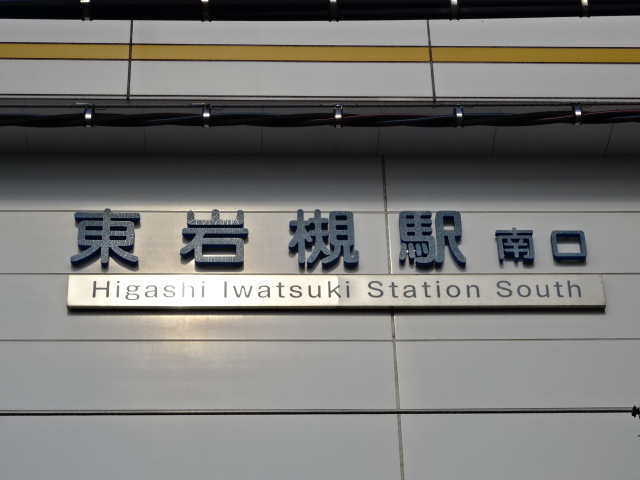 東岩槻駅 南口
Higashi Iwatsuki Station South